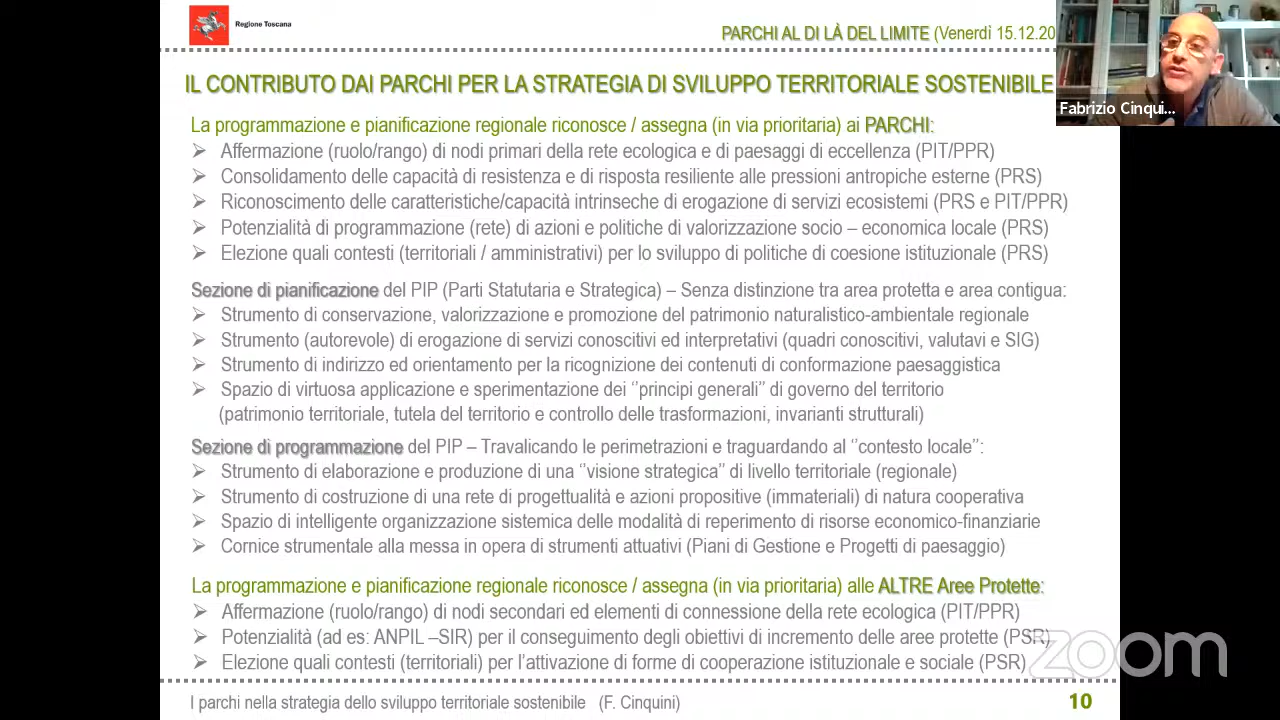 Regione Toscana
PARCHI AL DI LÀ DEL LIMITE (Venerdì 15.12.20
IL CONTRIBUTO DAI PARCHI PER LA STRATEGIA DI SVILUPPO TERRITORIALE SOSTENIBILE
Fabrizio Cinqui...
La programmazione e pianificazione regionale riconosce / assegna (in via prioritaria) ai PARCHI:
➢ Affermazione (ruolo/rango) di nodi primari della rete ecologica e di paesaggi di eccellenza (PIT/PPR)
➢ Consolidamento delle capacità di resistenza e di risposta resiliente alle pressioni antropiche esterne (PRS)
➢ Riconoscimento delle caratteristiche/capacità intrinseche di erogazione di servizi ecosistemi (PRS e PIT/PPR)
➢ Potenzialità di programmazione (rete) di azioni e politiche di valorizzazione socio – economica locale (PRS)
➢ Elezione quali contesti (territoriali / amministrativi) per lo sviluppo di politiche di coesione istituzionale (PRS)
Sezione di pianificazione del PIP (Parti Statutaria e Strategica) – Senza distinzione tra area protetta e area contigua:
➢ Strumento di conservazione, valorizzazione e promozione del patrimonio naturalistico-ambientale regionale
➢ Strumento (autorevole) di erogazione di servizi conoscitivi ed interpretativi (quadri conoscitivi, valutavi e SIG)
➢ Strumento di indirizzo ed orientamento per la ricognizione dei contenuti di conformazione paesaggistica
➢ Spazio di virtuosa applicazione e sperimentazione dei ‘’principi generali’’ di governo del territorio
(patrimonio territoriale, tutela del territorio e controllo delle trasformazioni, invarianti strutturali)
Sezione di programmazione del PIP – Travalicando le perimetrazioni e traguardando al ‘’contesto locale’’:
➢ Strumento di elaborazione e produzione di una ‘’visione strategica’’ di livello territoriale (regionale)
➢ Strumento di costruzione di una rete di progettualità e azioni propositive (immateriali) di natura cooperativa
➢ Spazio di intelligente organizzazione sistemica delle modalità di reperimento di risorse economico-finanziarie
➢ Cornice strumentale alla messa in opera di strumenti attuativi (Piani di Gestione e Progetti di paesaggio)
La programmazione e pianificazione regionale riconosce / assegna (in via prioritaria) alle ALTRE Aree Protette:
➢ Affermazione (ruolo/rango) di nodi secondari ed elementi di connessione della rete ecologica (PIT/PPR)
➢ Potenzialità (ad es: ANPIL –SIR) per il conseguimento degli obiettivi di incremento delle aree protette (PSR)
➢ Elezione quali contesti (territoriali) per l’attivazione di forme di cooperazione istituzionale e sociale (PSR)
zoom
I parchi nella strategia dello sviluppo territoriale sostenibile (F. Cinquini)
10